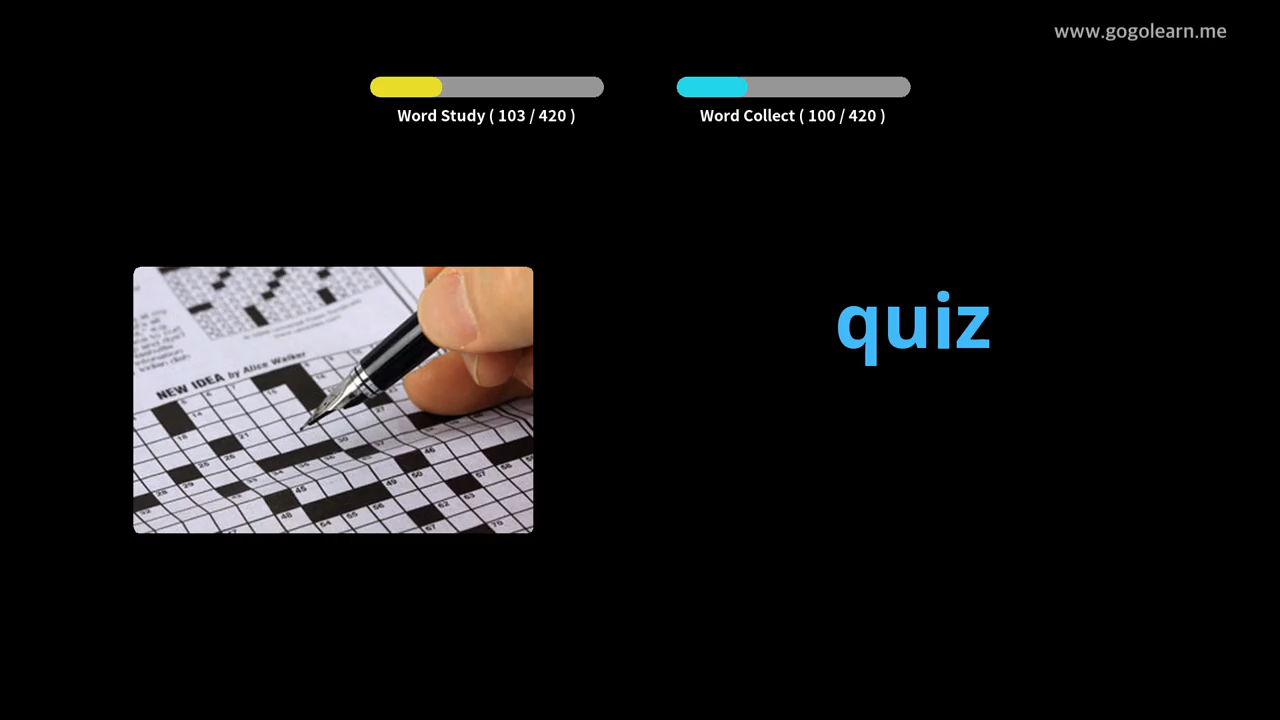 www.gogolearn.me
Word Study ( 103 / 420 )
Word Collect ( 100 / 420 )
quiz
NEW IDEA by Alice Walker